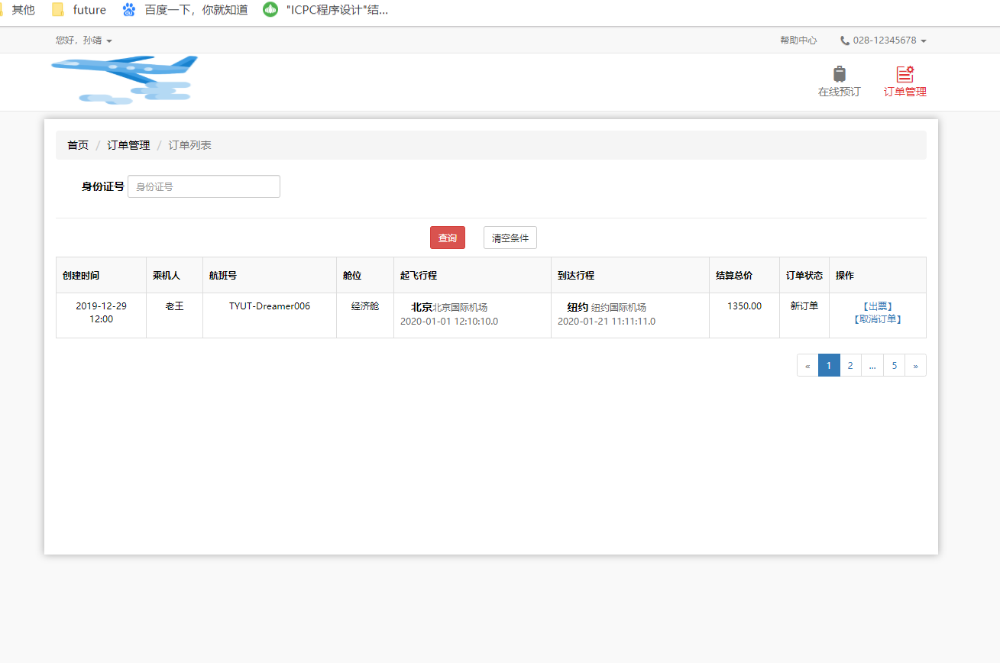 其他 future 百度一下，你就知道 "ICPC程序设计"结...
您好，孙靖 帮助中心 028-12345678
在线预订 订单管理
首页 / 订单管理 / 订单列表
身份证号 身份证号
查询 清空条件
创建时间 乘机人 航班号 舱位 起飞行程 到达行程 结算总价 订单状态 操作
2019-12-29 老王 TYUT-Dreamer006 经济舱 北京北京国际机场 纽约 纽约国际机场 1350.00 新订单 【出票】
12:00 2020-01-01 12:10:10.0 2020-01-21 11:11:11.0 【取消订单】
« 1 2 ... 5 »